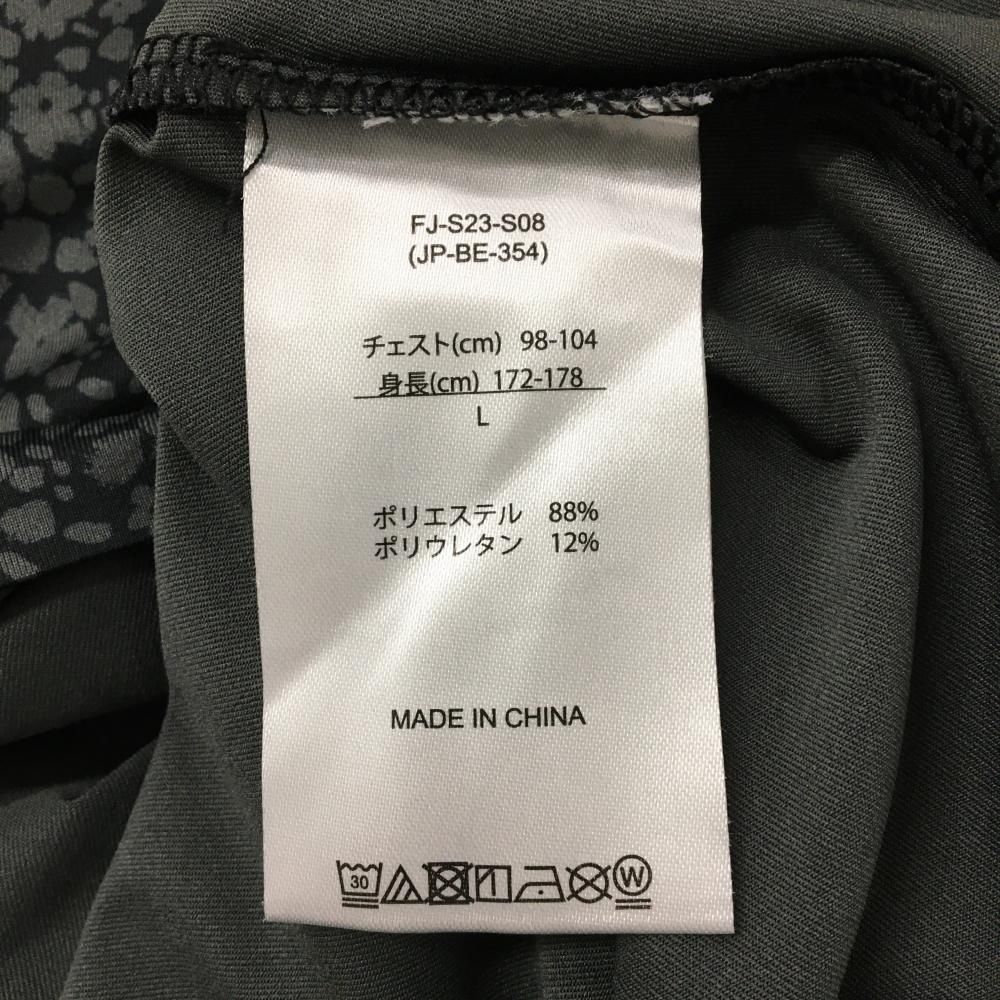 FJ-S23-S08
(JP-BE-354)
チェスト(cm) 98-104
身長(cm) 172-178
L
ポリエステル 88%
ポリウレタン 12%
MADE IN CHINA
30 W